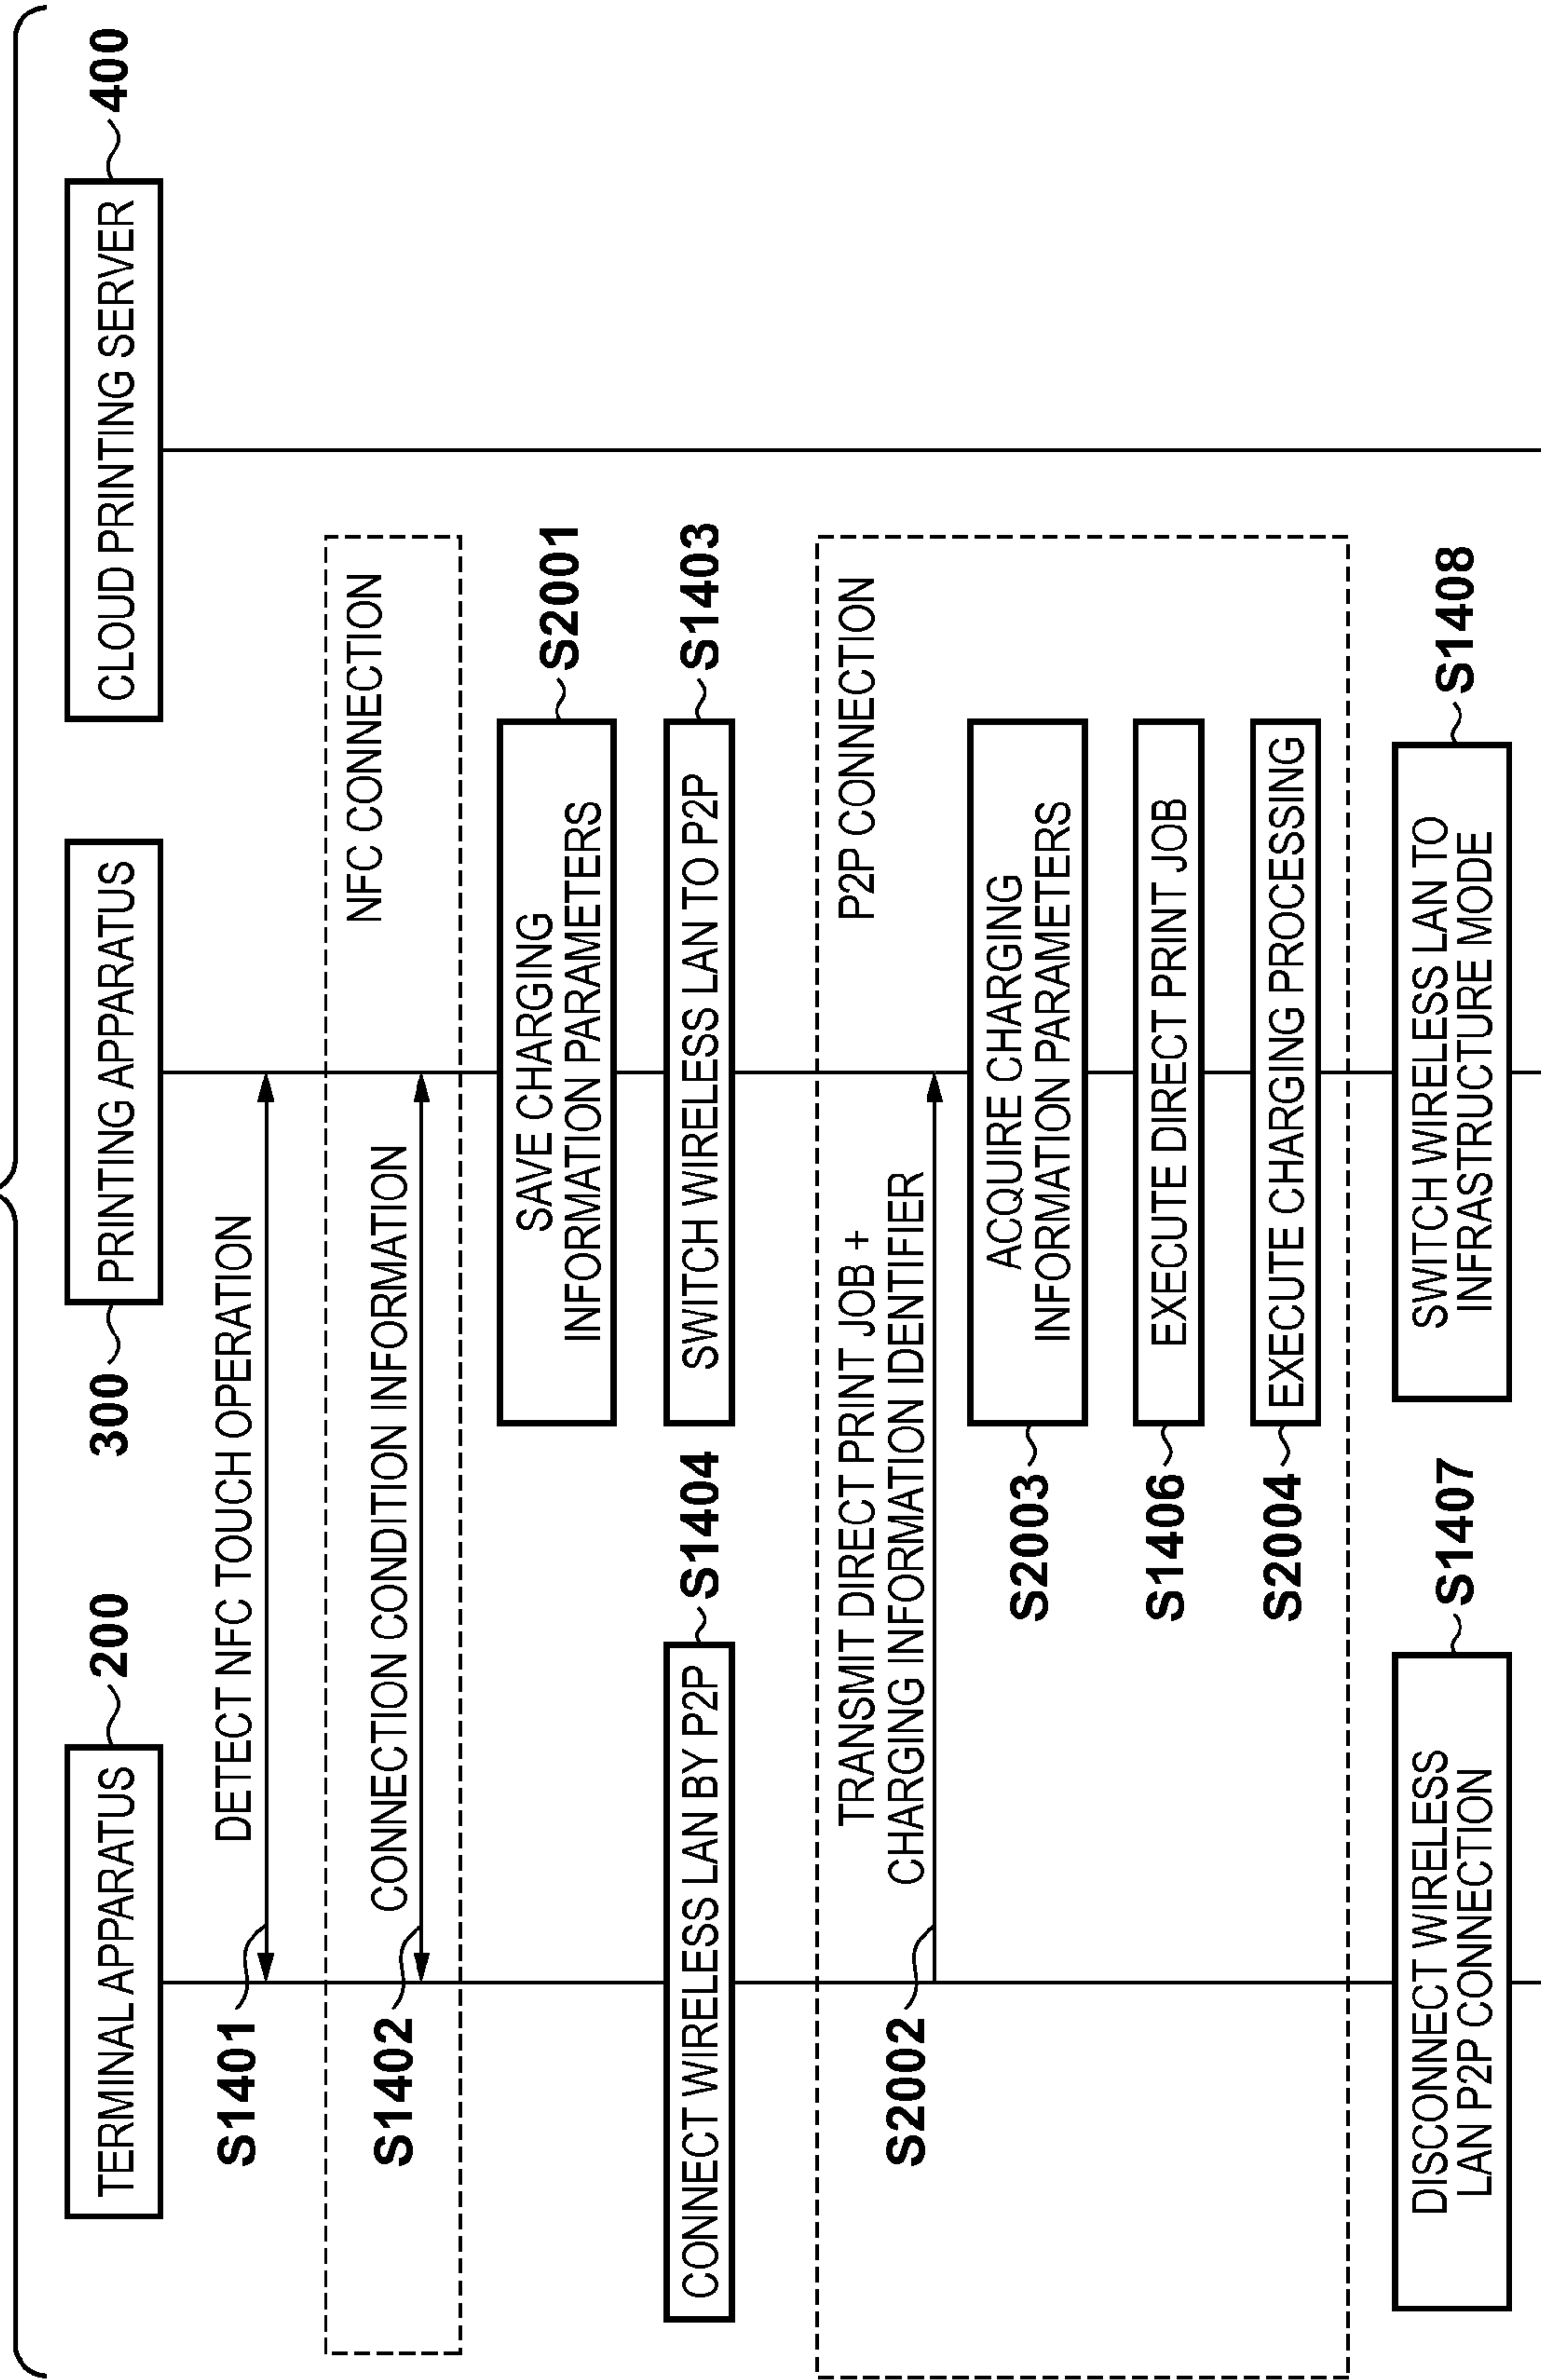 200
TERMINAL APPARATUS
300
PRINTING APPARATUS
400
CLOUD PRINTING SERVER
S1401
DETECT NFC TOUCH OPERATION
NFC CONNECTION
S1402
CONNECTION CONDITION INFORMATION
S2001
SAVE CHARGING
INFORMATION PARAMETERS
S1404
CONNECT WIRELESS LAN BY P2P
S1403
SWITCH WIRELESS LAN TO P2P
P2P CONNECTION
S2002
TRANSMIT DIRECT PRINT JOB +
CHARGING INFORMATION IDENTIFIER
S2003
ACQUIRE CHARGING
INFORMATION PARAMETERS
S1406
EXECUTE DIRECT PRINT JOB
S2004
EXECUTE CHARGING PROCESSING
S1407
DISCONNECT WIRELESS
LAN P2P CONNECTION
S1408
SWITCH WIRELESS LAN TO
INFRASTRUCTURE MODE